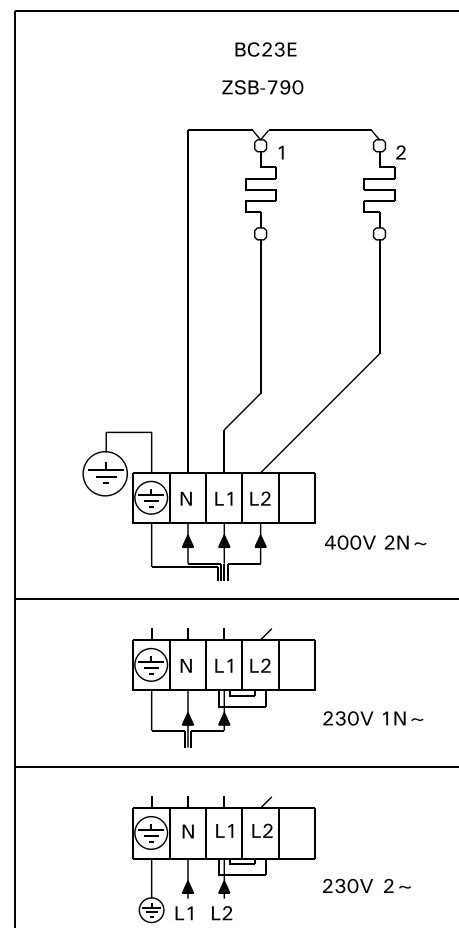 BC23E
ZSB-790
1
2
N L1 L2
400V 2N~
N L1 L2
230V 1N~
N L1 L2
230V 2~
L1 L2